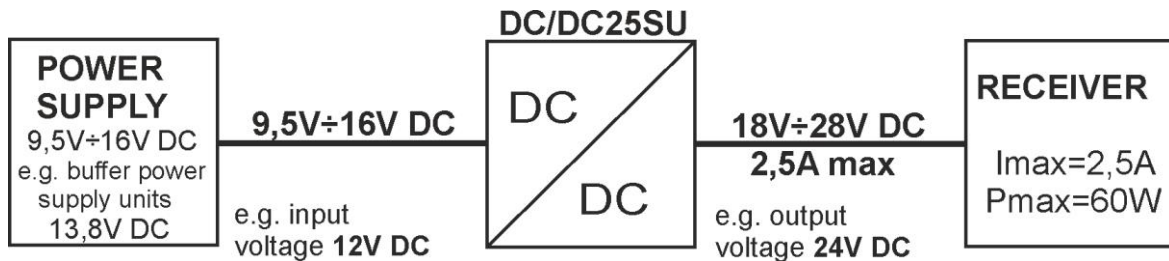 DC/DC25SU
POWER
SUPPLY
9,5V÷16V DC
e.g. buffer power
supply units
13,8V DC
9,5V÷16V DC
e.g. input
voltage 12V DC
DC
DC
18V÷28V DC
2,5A max
e.g. output
voltage 24V DC
RECEIVER
Imax=2,5A
Pmax=60W